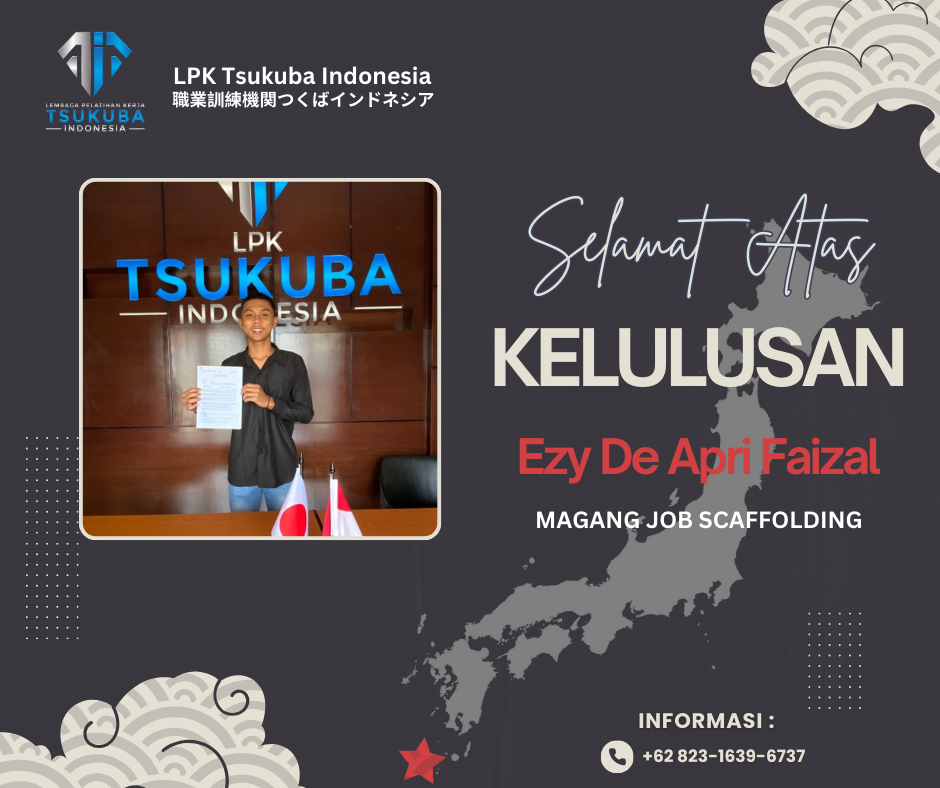 LEMBAGA PELATIHAN KERJA
TSUKUBA
INDONESIA
LPK Tsukuba Indonesia
職業訓練機関つくばインドネシア
LPK
TSUKUBA
INDONESIA
Selamat Atas
KELULUSAN
Ezy De Apri Faizal
MAGANG JOB SCAFFOLDING
INFORMASI :
+62 823-1639-6737